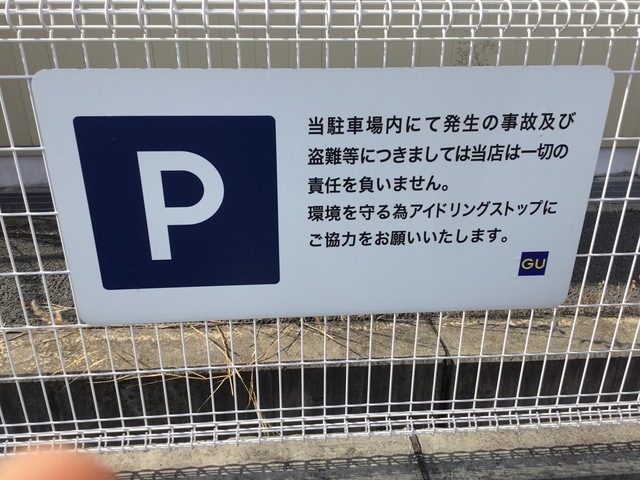 P
当駐車場内にて発生の事故及び
盗難等につきましては当店は一切の
責任を負いません。
環境を守る為アイドリングストップに
ご協力をお願いいたします。
GU